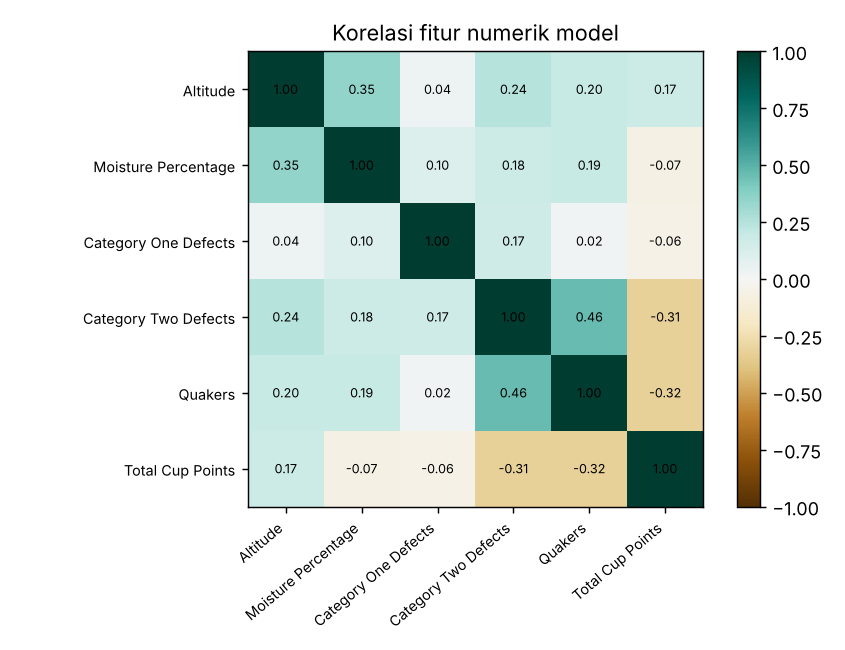 Korelasi fitur numerik model
Altitude 1.00 0.35 0.04 0.24 0.20 0.17
Moisture Percentage 0.35 1.00 0.10 0.18 0.19 -0.07
Category One Defects 0.04 0.10 1.00 0.17 0.02 -0.06
Category Two Defects 0.24 0.18 0.17 1.00 0.46 -0.31
Quakers 0.20 0.19 0.02 0.46 1.00 -0.32
Total Cup Points 0.17 -0.07 -0.06 -0.31 -0.32 1.00
Altitude
Moisture Percentage
Category One Defects
Category Two Defects
Quakers
Total Cup Points
1.00
0.75
0.50
0.25
0.00
−0.25
−0.50
−0.75
−1.00